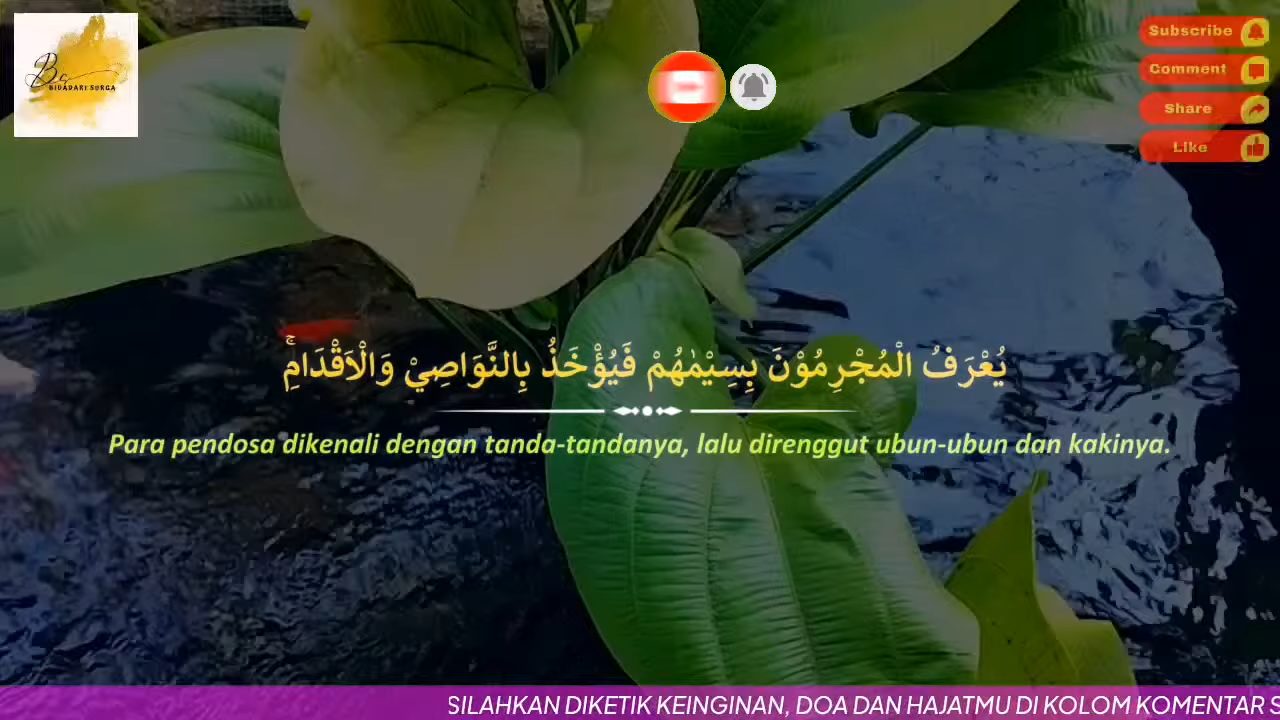 BIDADARI SURGA
Subscribe
Comment
Share
Like
يُعْرَفُ الْمُجْرِمُوْنَ بِسِيْمٰهُمْ فَيُؤْخَذُ بِالنَّوَاصِيْ وَالْاَقْدَامِۚ
Para pendosa dikenali dengan tanda-tandanya, lalu direnggut ubun-ubun dan kakinya.
SILAHKAN DIKETIK KEINGINAN, DOA DAN HAJATMU DI KOLOM KOMENTAR S